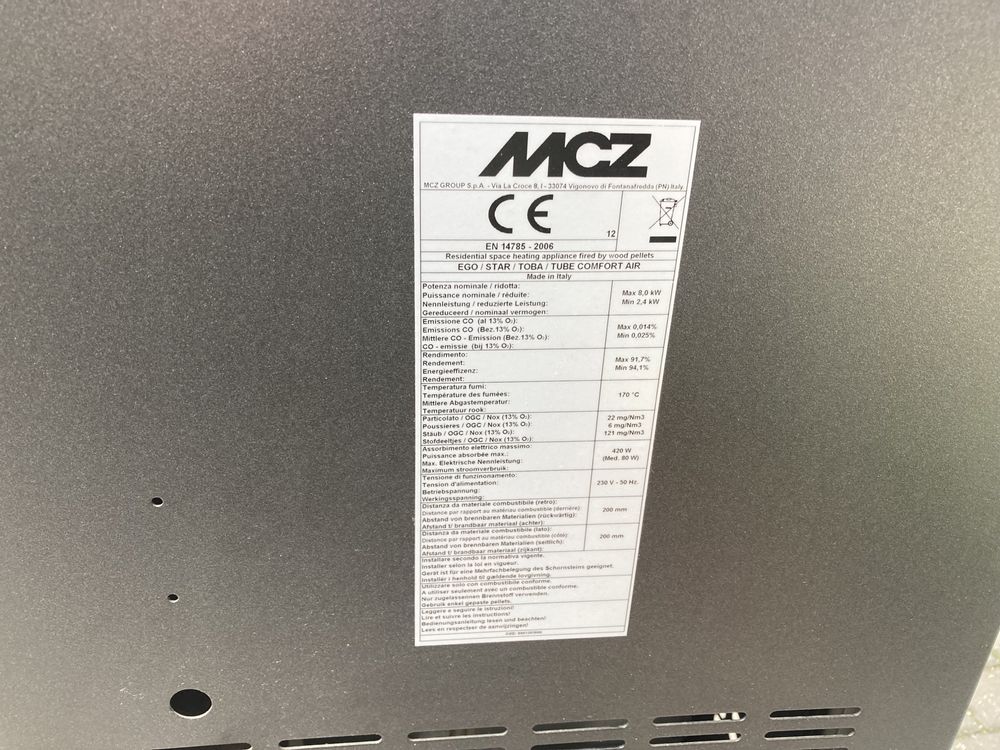 MCZ
MCZ GROUP S.p.A. - Via La Croce 8, I - 33074 Vigonovo di Fontanafredda (PN) Italy
CE
12
EN 14785 - 2006
Residential space heating appliance fired by wood pellets
EGO / STAR / TOBA / TUBE COMFORT AIR
Made in Italy
Potenza nominale / ridotta:
Puissance nominale / réduite:
Nennleistung / reduzierte Leistung:
Gereduceerd / nominaal vermogen:
Max 8,0 kW
Min 2,4 kW
Emissione CO (al 13% O₂):
Emissions CO (Bez.13% O₂):
Mittlere CO - Emission (Bez.13% O₂):
CO - emissie (bij 13% O₂):
Max 0,014%
Min 0,025%
Rendimento:
Rendement:
Energieeffizenz:
Rendement:
Max 91,7%
Min 94,1%
Temperatura fumi:
Température des fumées:
Mittlere Abgastemperatur:
Temperatuur rook:
170 °C
Particolato / OGC / Nox (13% O₂):
Poussieres / OGC / Nox (13% O₂):
Staub / OGC / Nox (13% O₂):
Stofdeeltjes / OGC / Nox (13% O₂):
22 mg/Nm3
6 mg/Nm3
121 mg/Nm3
Assorbimento elettrico massimo:
Puissance absorbée max.:
Max. Elektrische Nennleistung:
Maximum stroomverbruik:
420 W
(Med. 80 W)
Tensione di funzinonamento:
Tension d'alimentation:
Betriebspannung:
Werkingsspanning:
230 V - 50 Hz.
Distanza da materiale combustibile (retro):
Distance par rapport au matériau combustible (derrière):
Abstand von brennbaren Materialien (rückwärtig):
Afstand t/ brandbaar materiaal (achter):
200 mm
Distanza da materiale combustibile (lato):
Distance par rapport au matériau combustible (côté):
Abstand von brennbaren Materialien (seitlich):
Afstand t/ brandbaar materiaal (zijkant):
200 mm
Installare secondo la normativa vigente.
Installer selon la loi en vigueur.
Gerät ist für eine Mehrfachbelegung des Schornsteins geeignet.
Installér i henhold til gældende lovgivning.
Utilizzare solo con combustibile conforme.
A utiliser seulement avec un combustible conforme.
Nur zugelassenen Brennstoff verwenden.
Gebruik enkel gepaste pellets.
Leggere e seguire le istruzioni!
Lire et suivre les instructions!
Bedienungsanleitung lesen und beachten!
Lees en respecteer de aanwijzingen!